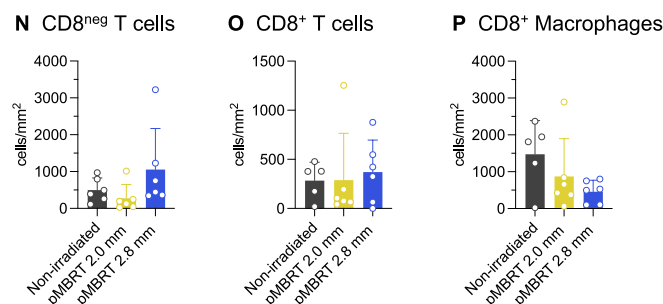 N CD8ⁿᵉᵍ T cells
cells/mm²
4000
3000
2000
1000
0
Non-irradiated
pMBRT 2.0 mm
pMBRT 2.8 mm
O CD8⁺ T cells
cells/mm²
1500
1000
500
0
Non-irradiated
pMBRT 2.0 mm
pMBRT 2.8 mm
P CD8⁺ Macrophages
cells/mm²
4000
3000
2000
1000
0
Non-irradiated
pMBRT 2.0 mm
pMBRT 2.8 mm